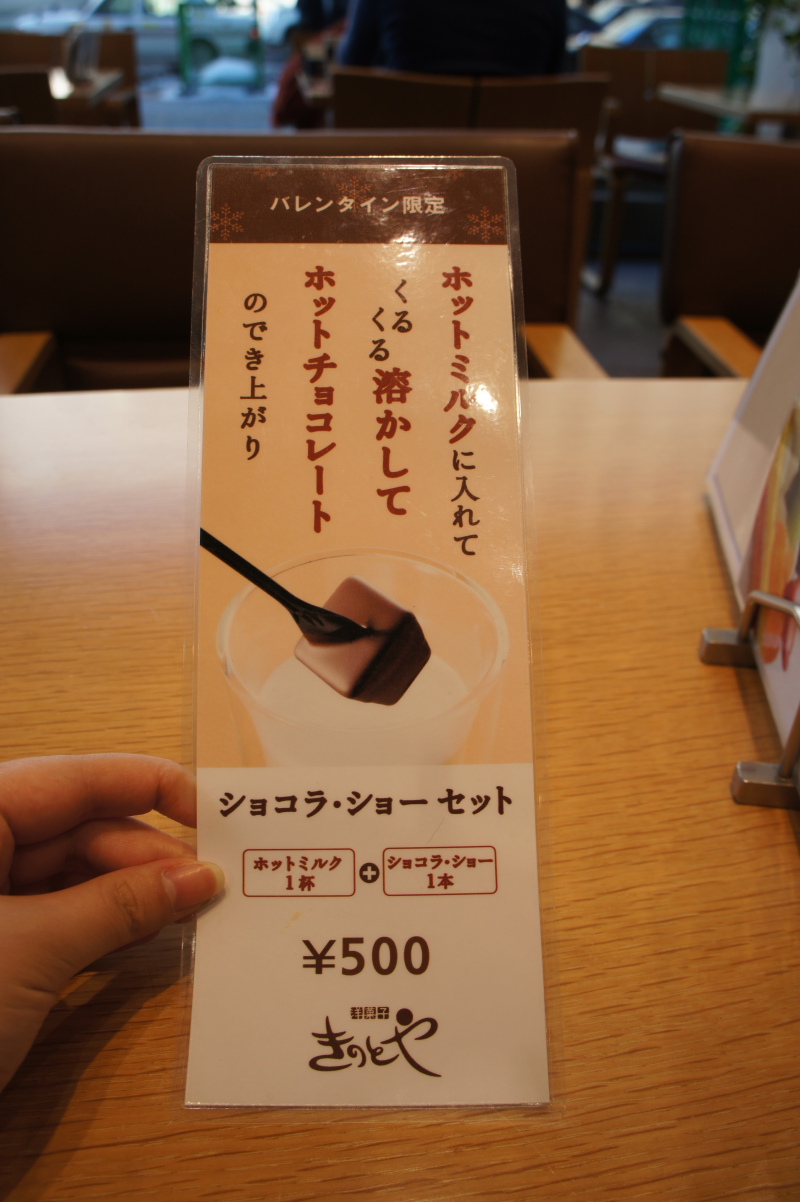 バレンタイン限定
ホットミルクに入れて
くる
くる溶かして
ホットチョコレート
のでき上がり
ショコラ・ショー セット
ホットミルク
1杯
+
ショコラ・ショー
1本
¥500
洋菓子
きのとや